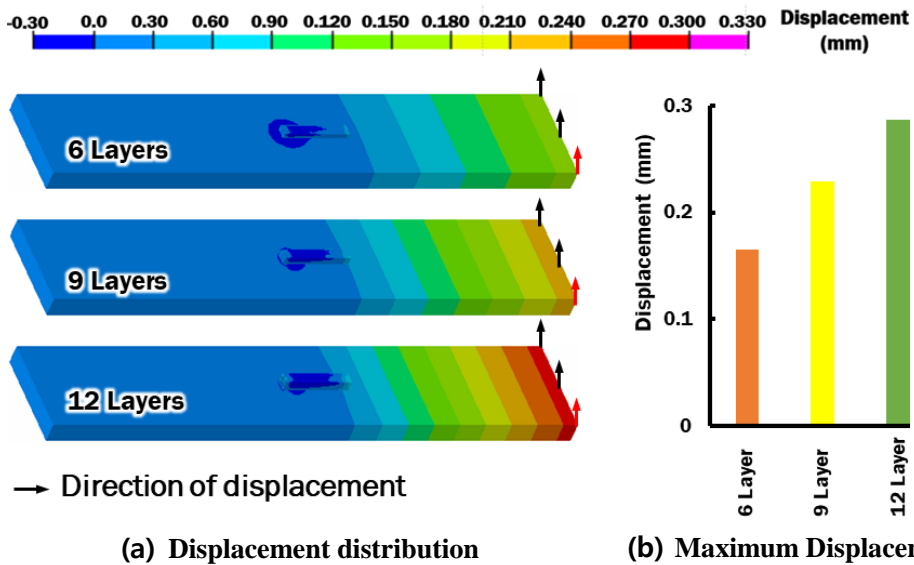 -0.30 0.0 0.30 0.60 0.90 0.120 0.150 0.180 0.210 0.240 0.270 0.300 0.330 Displacement
(mm)
6 Layers
9 Layers
12 Layers
Direction of displacement
(a) Displacement distribution
Displacement (mm)
0.3
0.2
0.1
0
6 Layer
9 Layer
12 Layer
(b) Maximum Displacer